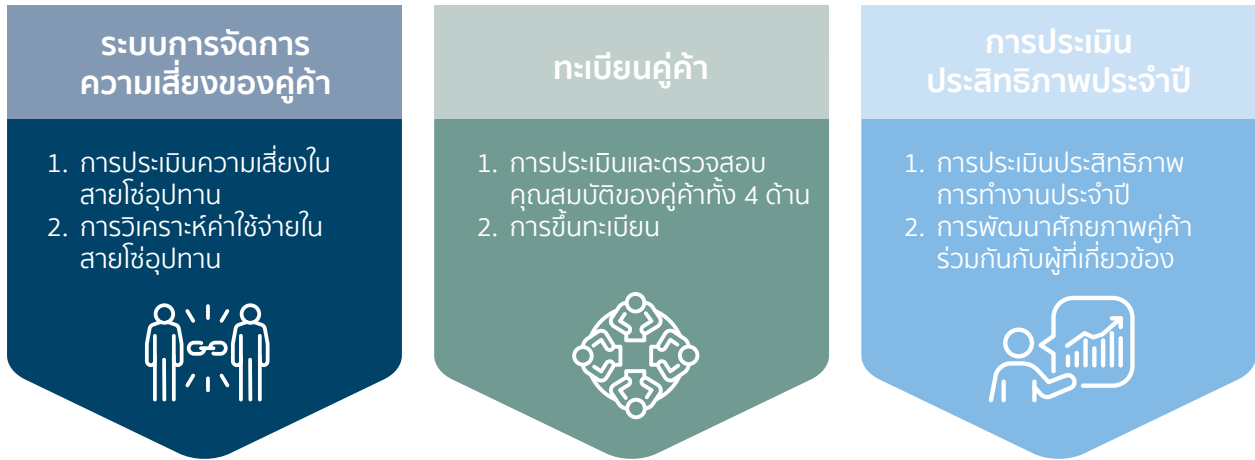 ระบบการจัดการ
ความเสี่ยงของคู่ค้า
1. การประเมินความเสี่ยงใน
สายโซ่อุปทาน
2. การวิเคราะห์ค่าใช้จ่ายใน
สายโซ่อุปทาน
ทะเบียนคู่ค้า
1. การประเมินและตรวจสอบ
คุณสมบัติของคู่ค้าทั้ง 4 ด้าน
2. การขึ้นทะเบียน
การประเมิน
ประสิทธิภาพประจำปี
1. การประเมินประสิทธิภาพ
การทำงานประจำปี
2. การพัฒนาศักยภาพคู่ค้า
ร่วมกันกับผู้ที่เกี่ยวข้อง